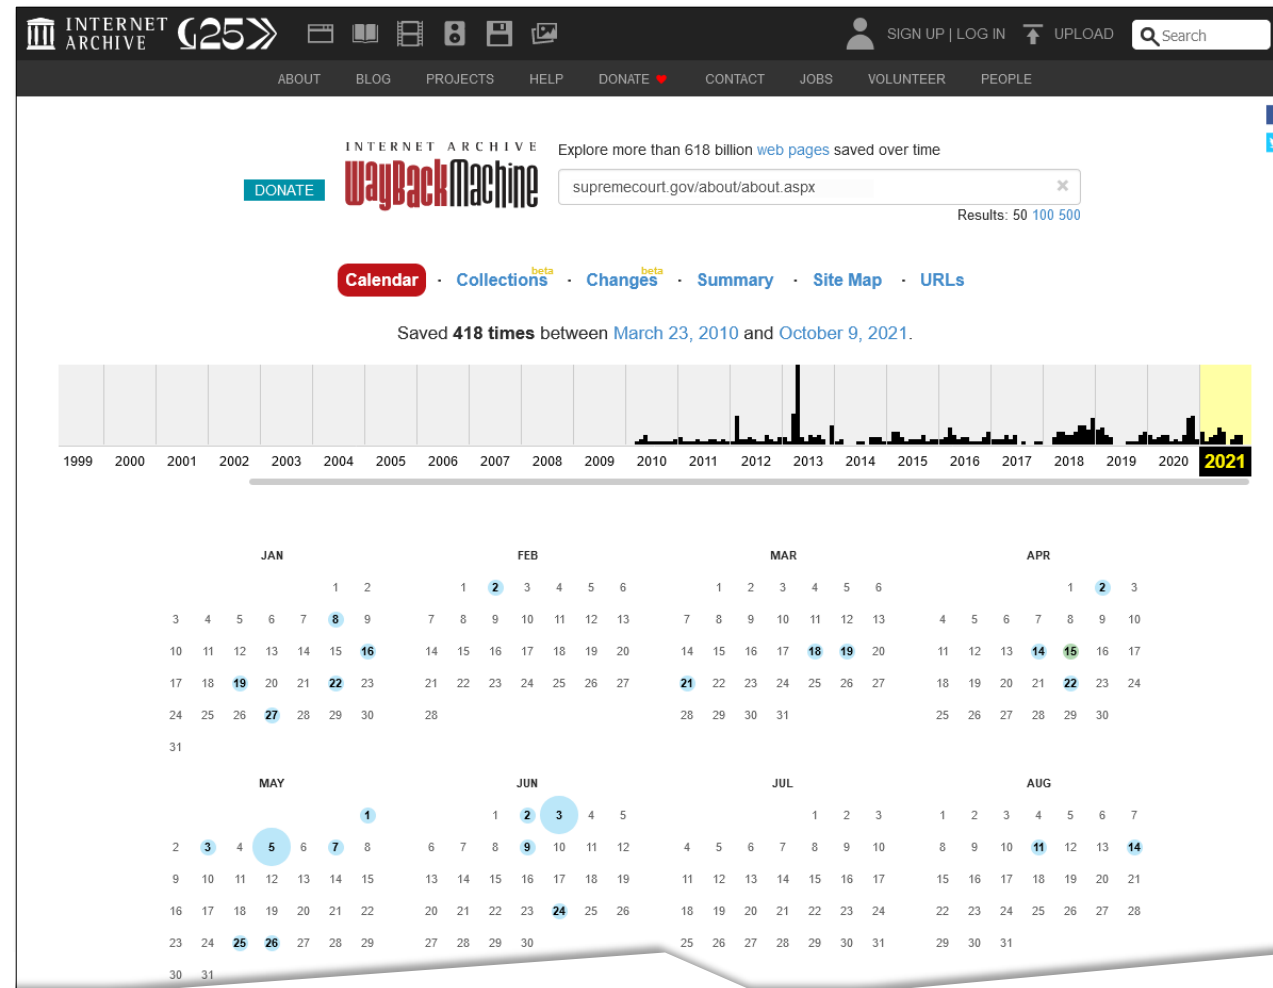 INTERNET ARCHIVE 25 SIGN UP | LOG IN UPLOAD Search
ABOUT BLOG PROJECTS HELP DONATE CONTACT JOBS VOLUNTEER PEOPLE
INTERNET ARCHIVE Explore more than 618 billion web pages saved over time
DONATE WayBackMachine supremecourt.gov/about/about.aspx ×
Results: 50 100 500
Calendar · Collections beta · Changes beta · Summary · Site Map · URLs
Saved 418 times between March 23, 2010 and October 9, 2021.
1999 2000 2001 2002 2003 2004 2005 2006 2007 2008 2009 2010 2011 2012 2013 2014 2015 2016 2017 2018 2019 2020 2021
JAN FEB MAR APR
1 2 1 2 3 4 5 6 1 2 3 4 5 6 1 2 3
3 4 5 6 7 8 9 7 8 9 10 11 12 13 7 8 9 10 11 12 13 4 5 6 7 8 9 10
10 11 12 13 14 15 16 14 15 16 17 18 19 20 14 15 16 17 18 19 20 11 12 13 14 15 16 17
17 18 19 20 21 22 23 21 22 23 24 25 26 27 21 22 23 24 25 26 27 18 19 20 21 22 23 24
24 25 26 27 28 29 30 28 28 29 30 31 25 26 27 28 29 30
31
MAY JUN JUL AUG
1 1 2 3 4 5 1 2 3 1 2 3 4 5 6 7
2 3 4 5 6 7 8 6 7 8 9 10 11 12 4 5 6 7 8 9 10 8 9 10 11 12 13 14
9 10 11 12 13 14 15 13 14 15 16 17 18 19 11 12 13 14 15 16 17 15 16 17 18 19 20 21
16 17 18 19 20 21 22 20 21 22 23 24 25 26 18 19 20 21 22 23 24 22 23 24 25 26 27 28
23 24 25 26 27 28 29 27 28 29 30 25 26 27 28 29 30 31 29 30 31
30 31